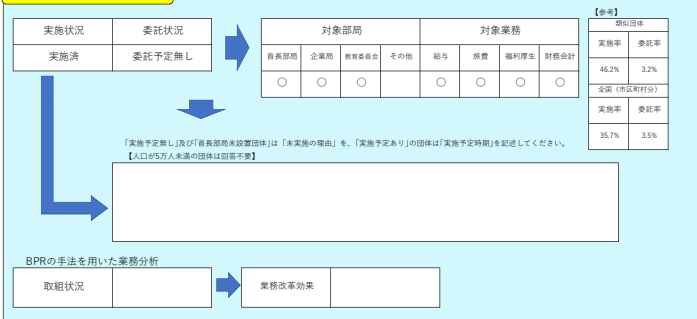 【参考】
実施状況 委託状況
実施済 委託予定無し
対象部局 対象業務
首長部局 企業局 教育委員会 その他 給与 旅費 福利厚生 財務会計
○ ○ ○ ○ ○ ○ ○
類似団体
実施率 委託率
46.2% 3.2%
全国（市区町村分）
実施率 委託率
35.7% 3.5%
「実施予定無し」及び「首長部局未設置団体」は「未実施の理由」を、「実施予定あり」の団体は「実施予定時期」を記述してください。
【人口が5万人未満の団体は回答不要】
BPRの手法を用いた業務分析
取組状況
業務改革効果